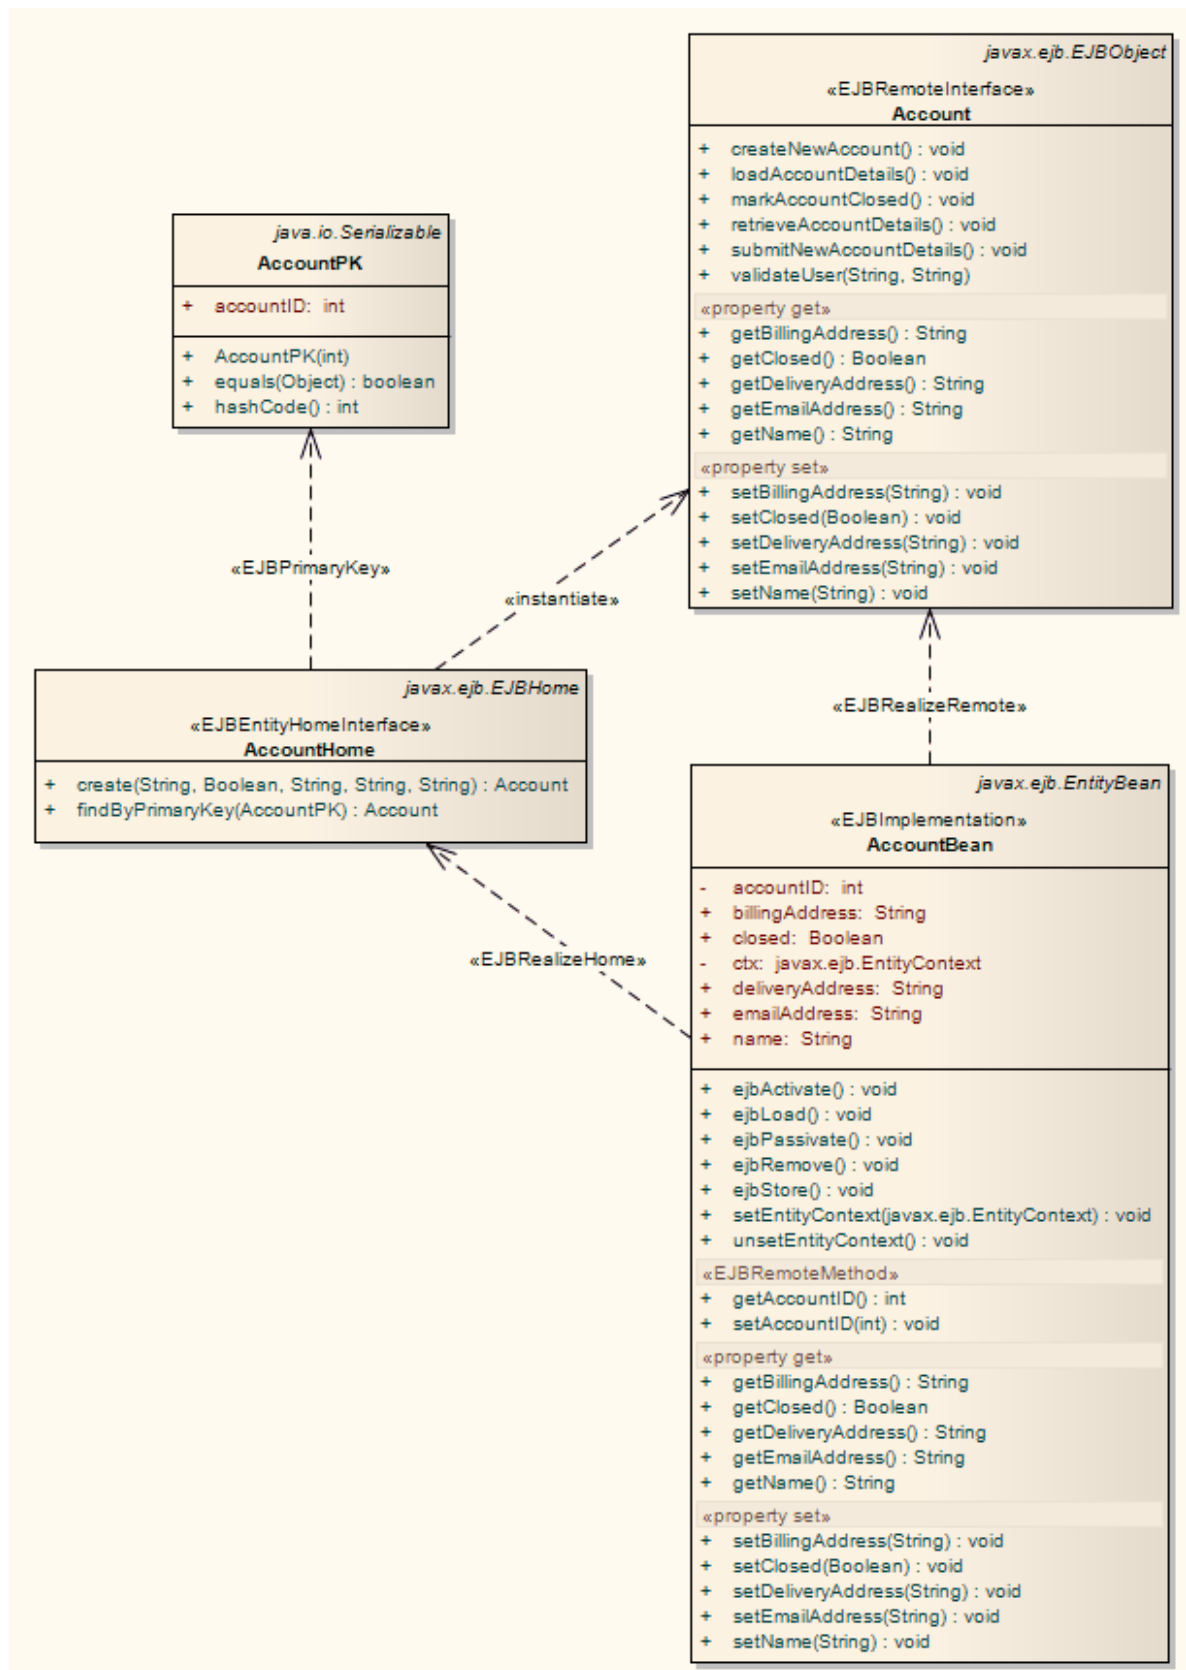 javax.ejb.EJBObject
«EJBRemoteInterface»
Account
+ createNewAccount() : void
+ loadAccountDetails() : void
+ markAccountClosed() : void
+ retrieveAccountDetails() : void
+ submitNewAccountDetails() : void
+ validateUser(String, String)
«property get»
+ getBillingAddress() : String
+ getClosed() : Boolean
+ getDeliveryAddress() : String
+ getEmailAddress() : String
+ getName() : String
«property set»
+ setBillingAddress(String) : void
+ setClosed(Boolean) : void
+ setDeliveryAddress(String) : void
+ setEmailAddress(String) : void
+ setName(String) : void
java.io.Serializable
AccountPK
+ accountID: int
+ AccountPK(int)
+ equals(Object) : boolean
+ hashCode() : int
«EJBPrimaryKey»
«instantiate»
javax.ejb.EJBHome
«EJBEntityHomeInterface»
AccountHome
+ create(String, Boolean, String, String, String) : Account
+ findByPrimaryKey(AccountPK) : Account
«EJBRealizeRemote»
«EJBRealizeHome»
javax.ejb.EntityBean
«EJBImplementation»
AccountBean
- accountID: int
+ billingAddress: String
+ closed: Boolean
- ctx: javax.ejb.EntityContext
+ deliveryAddress: String
+ emailAddress: String
+ name: String
+ ejbActivate() : void
+ ejbLoad() : void
+ ejbPassivate() : void
+ ejbRemove() : void
+ ejbStore() : void
+ setEntityContext(javax.ejb.EntityContext) : void
+ unsetEntityContext() : void
«EJBRemoteMethod»
+ getAccountID() : int
+ setAccountID(int) : void
«property get»
+ getBillingAddress() : String
+ getClosed() : Boolean
+ getDeliveryAddress() : String
+ getEmailAddress() : String
+ getName() : String
«property set»
+ setBillingAddress(String) : void
+ setClosed(Boolean) : void
+ setDeliveryAddress(String) : void
+ setEmailAddress(String) : void
+ setName(String) : void